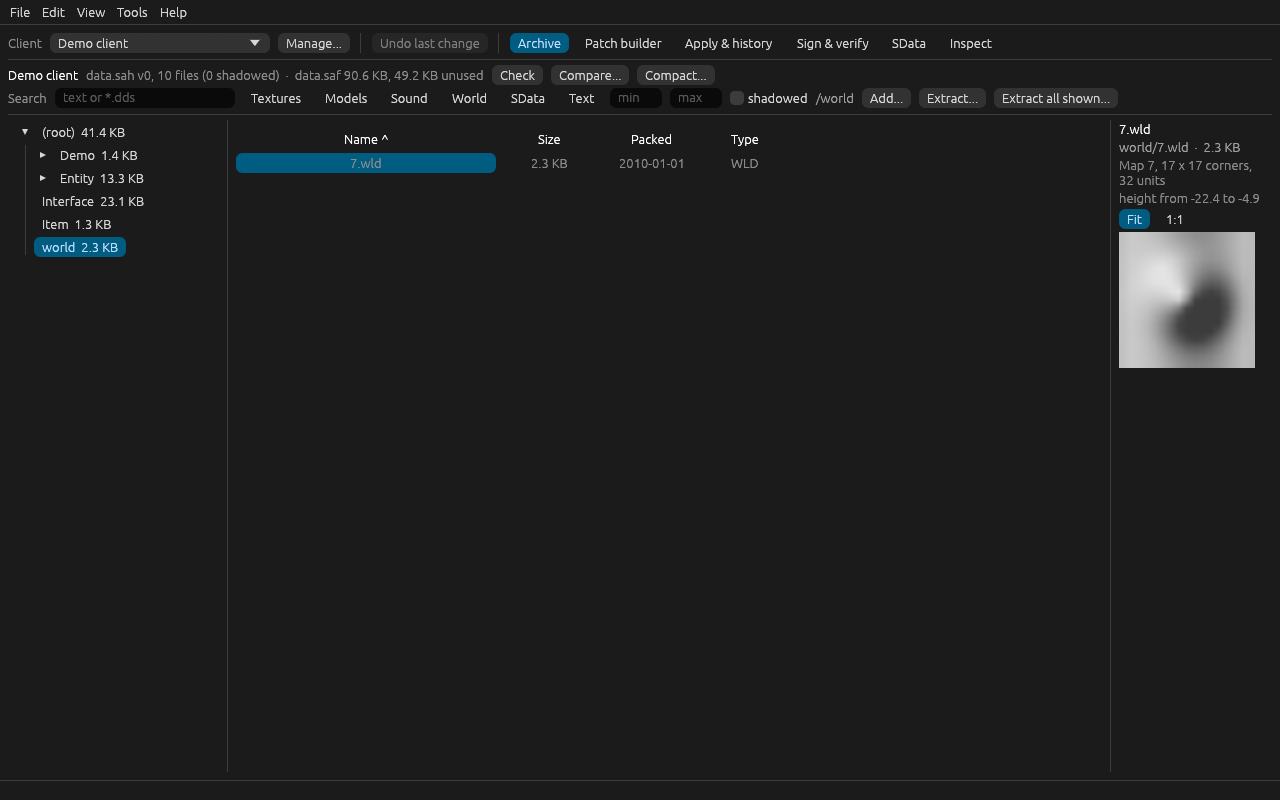 File Edit View Tools Help
Client Demo client Manage... Undo last change Archive Patch builder Apply & history Sign & verify SData Inspect
Demo client data.sah v0, 10 files (0 shadowed) · data.saf 90.6 KB, 49.2 KB unused Check Compare... Compact...
Search text or *.dds Textures Models Sound World SData Text min max shadowed /world Add... Extract... Extract all shown...
(root) 41.4 KB
Demo 1.4 KB
Entity 13.3 KB
Interface 23.1 KB
Item 1.3 KB
world 2.3 KB
Name ^ Size Packed Type
7.wld 2.3 KB 2010-01-01 WLD
7.wld
world/7.wld · 2.3 KB
Map 7, 17 x 17 corners,
32 units
height from -22.4 to -4.9
Fit 1:1